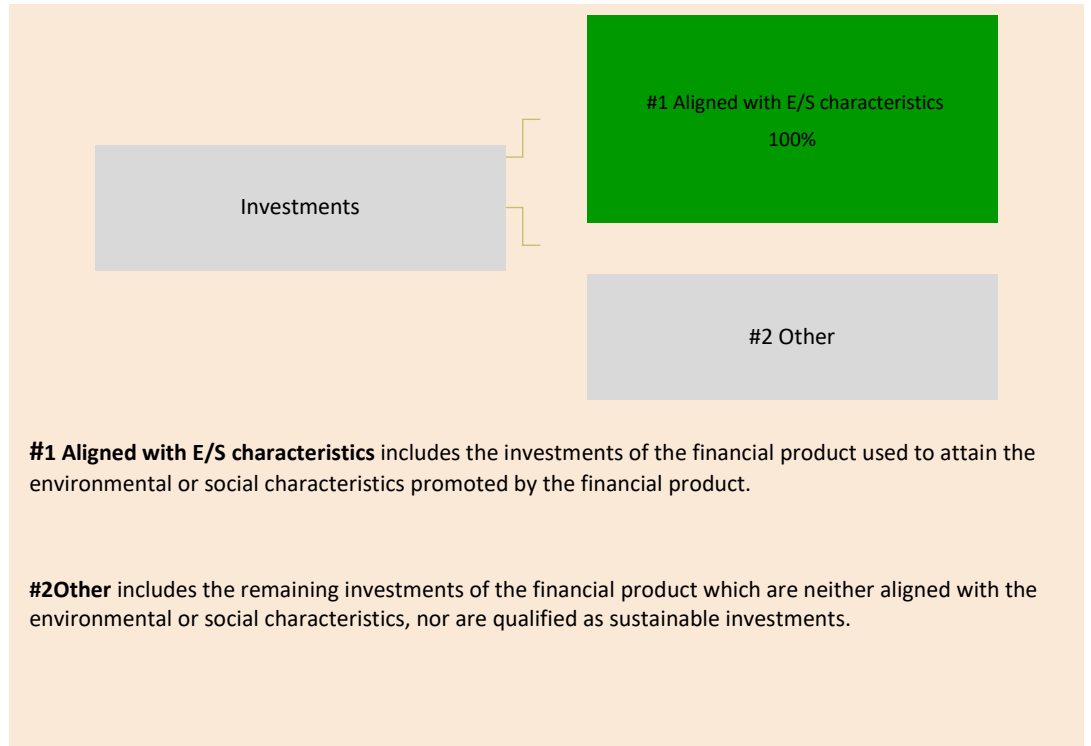 #1 Aligned with E/S characteristics
100%
Investments
#2 Other
#1 Aligned with E/S characteristics includes the investments of the financial product used to attain the
environmental or social characteristics promoted by the financial product.
#2Other includes the remaining investments of the financial product which are neither aligned with the
environmental or social characteristics, nor are qualified as sustainable investments.